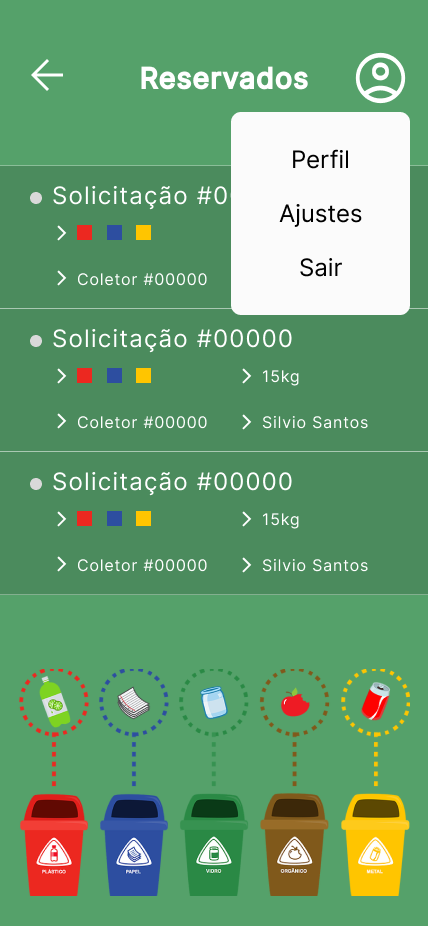 Reservados
Perfil
Ajustes
Sair
Solicitação #0
Coletor #00000
Solicitação #00000
15kg
Coletor #00000
Silvio Santos
Solicitação #00000
15kg
Coletor #00000
Silvio Santos
PLÁSTICO
PAPEL
VIDRO
ORGÂNICO
METAL